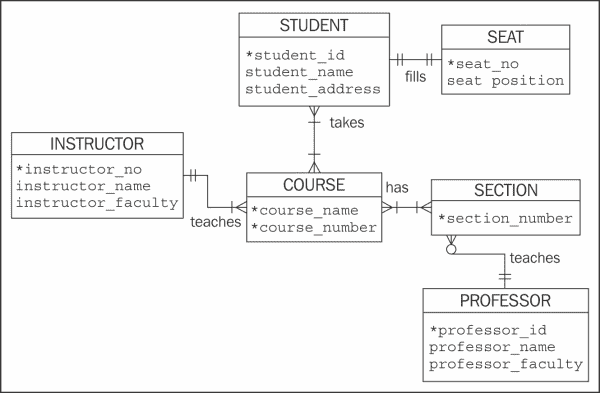 STUDENT
*student_id
student_name
student_address
SEAT
*seat_no
seat position
fills
takes
INSTRUCTOR
*instructor_no
instructor_name
instructor_faculty
teaches
COURSE
*course_name
*course_number
has
SECTION
*section_number
teaches
PROFESSOR
*professor_id
professor_name
professor_faculty